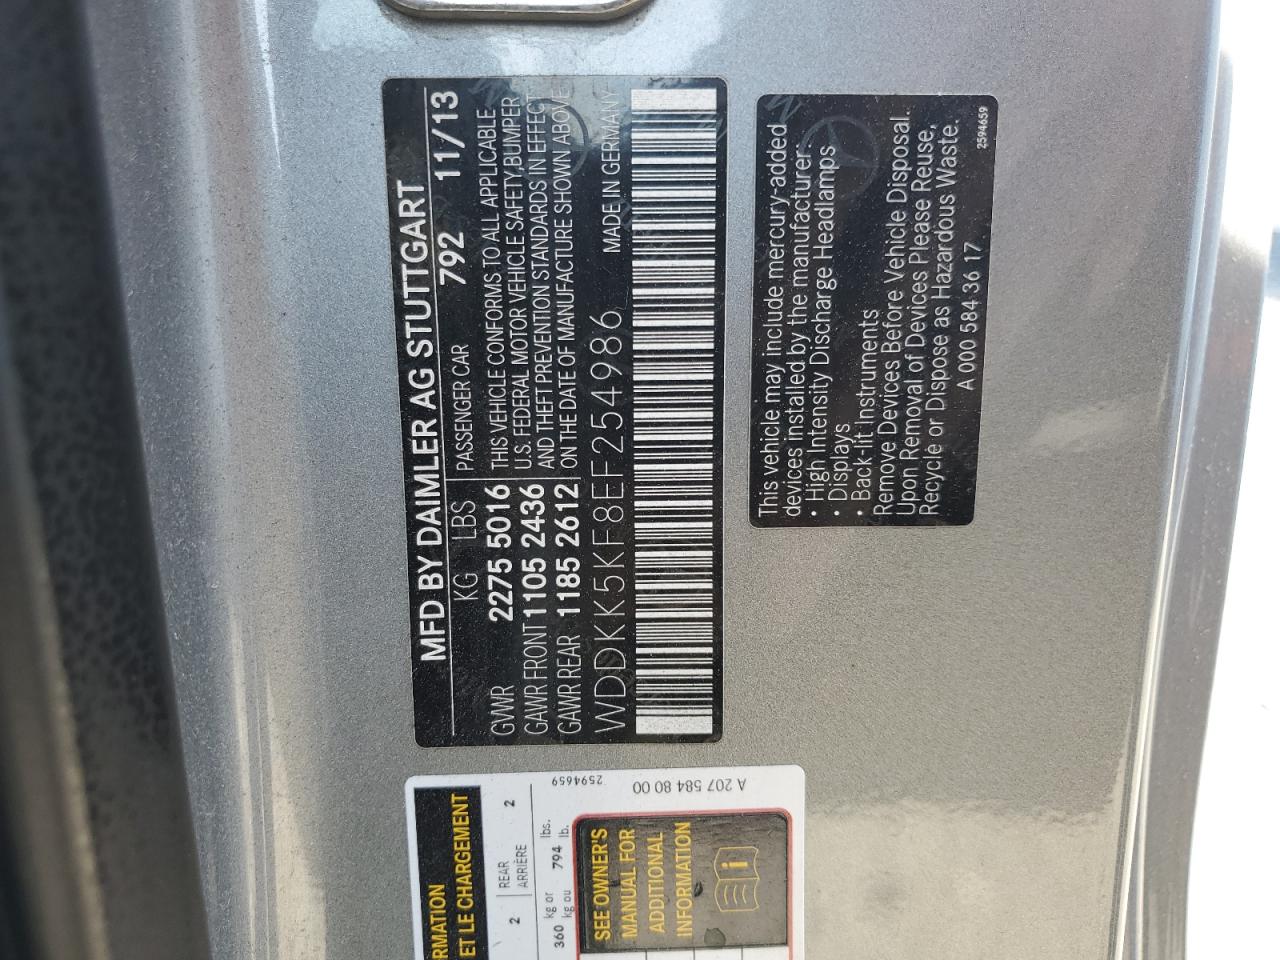 MFD BY DAIMLER AG STUTTGART
KG LBS PASSENGER CAR 792 11/13
GVWR 2275 5016
GAWR FRONT 1105 2436
GAWR REAR 1185 2612
THIS VEHICLE CONFORMS TO ALL APPLICABLE
U.S. FEDERAL MOTOR VEHICLE SAFETY,BUMPER
AND THEFT PREVENTION STANDARDS IN EFFECT
ON THE DATE OF MANUFACTURE SHOWN ABOVE
WDDKK5KF8EF254986 MADE IN GERMANY
This vehicle may include mercury-added
devices installed by the manufacturer:
• High Intensity Discharge Headlamps
• Displays
• Back-lit Instruments
Remove Devices Before Vehicle Disposal.
Upon Removal of Devices Please Reuse,
Recycle or Dispose as Hazardous Waste.
A 000 584 36 17
2594659
RMATION
ET LE CHARGEMENT
2 REAR 2
ARRIÈRE
360 kg or 794 lbs.
kg ou lb.
SEE OWNER'S
MANUAL FOR
ADDITIONAL
INFORMATION
2594659
A 207 584 80 00